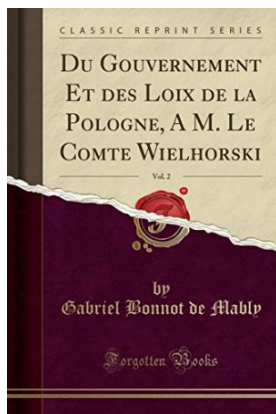 CLASSIC REPRINT SERIES
DU GOUVERNEMENT
ET DES LOIX DE LA
POLOGNE, A M. LE
COMTE WIELHORSKI
Vol. 2
by
Gabriel Bonnot de Mably
Forgotten Books